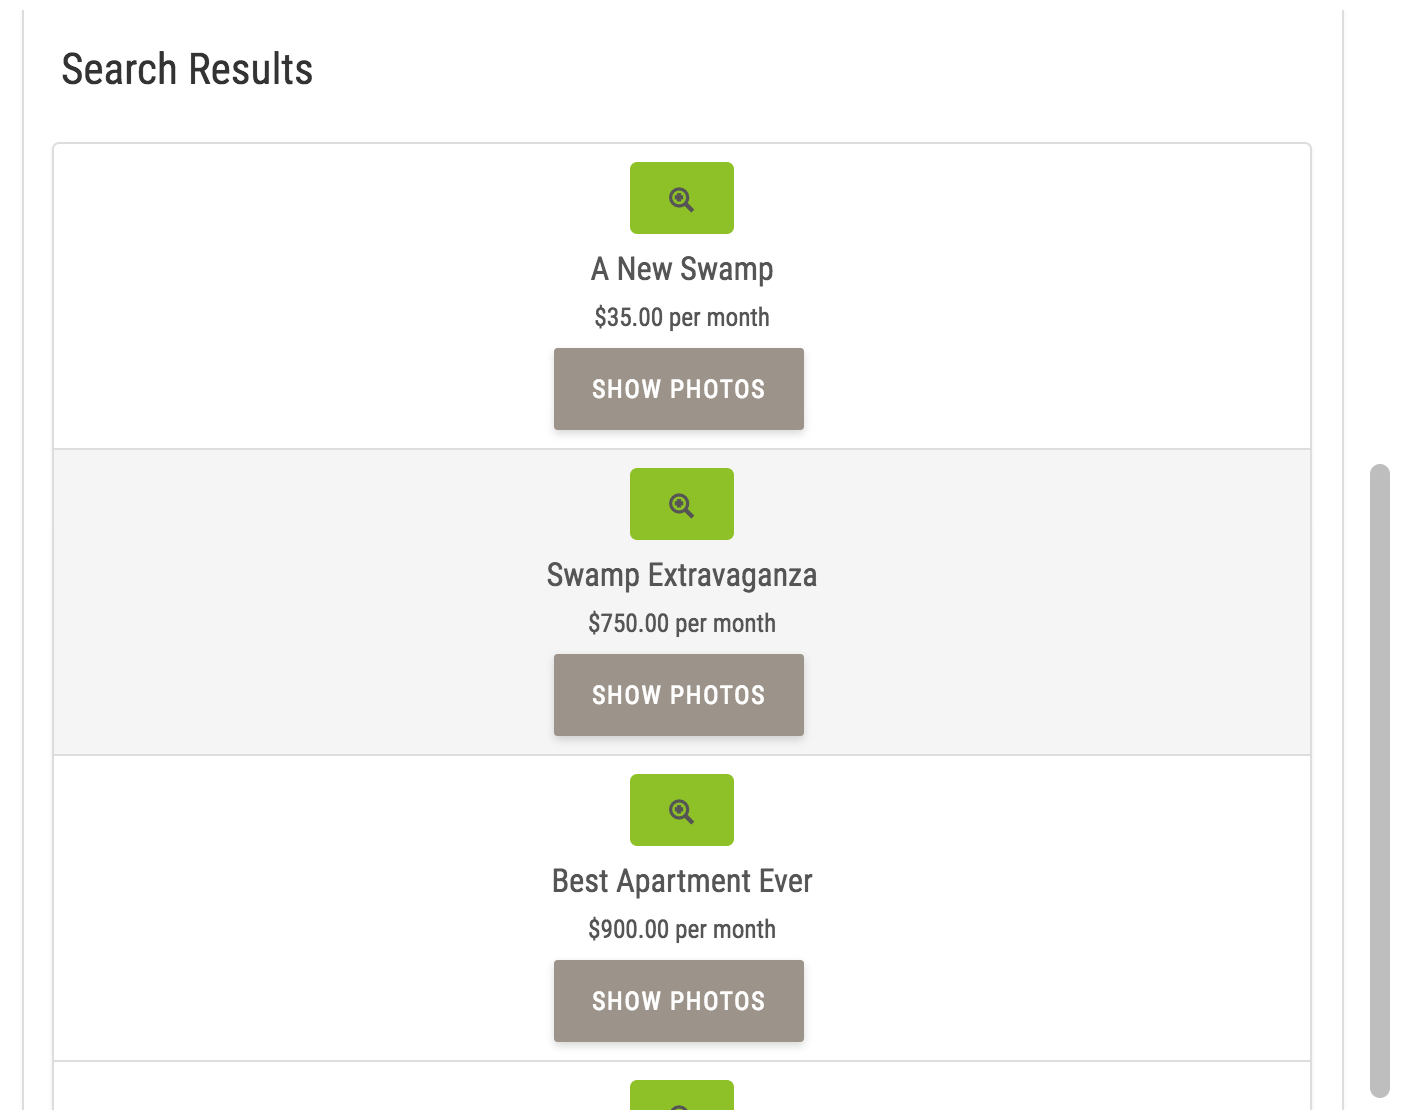 Search Results
A New Swamp
$35.00 per month
SHOW PHOTOS
Swamp Extravaganza
$750.00 per month
SHOW PHOTOS
Best Apartment Ever
$900.00 per month
SHOW PHOTOS